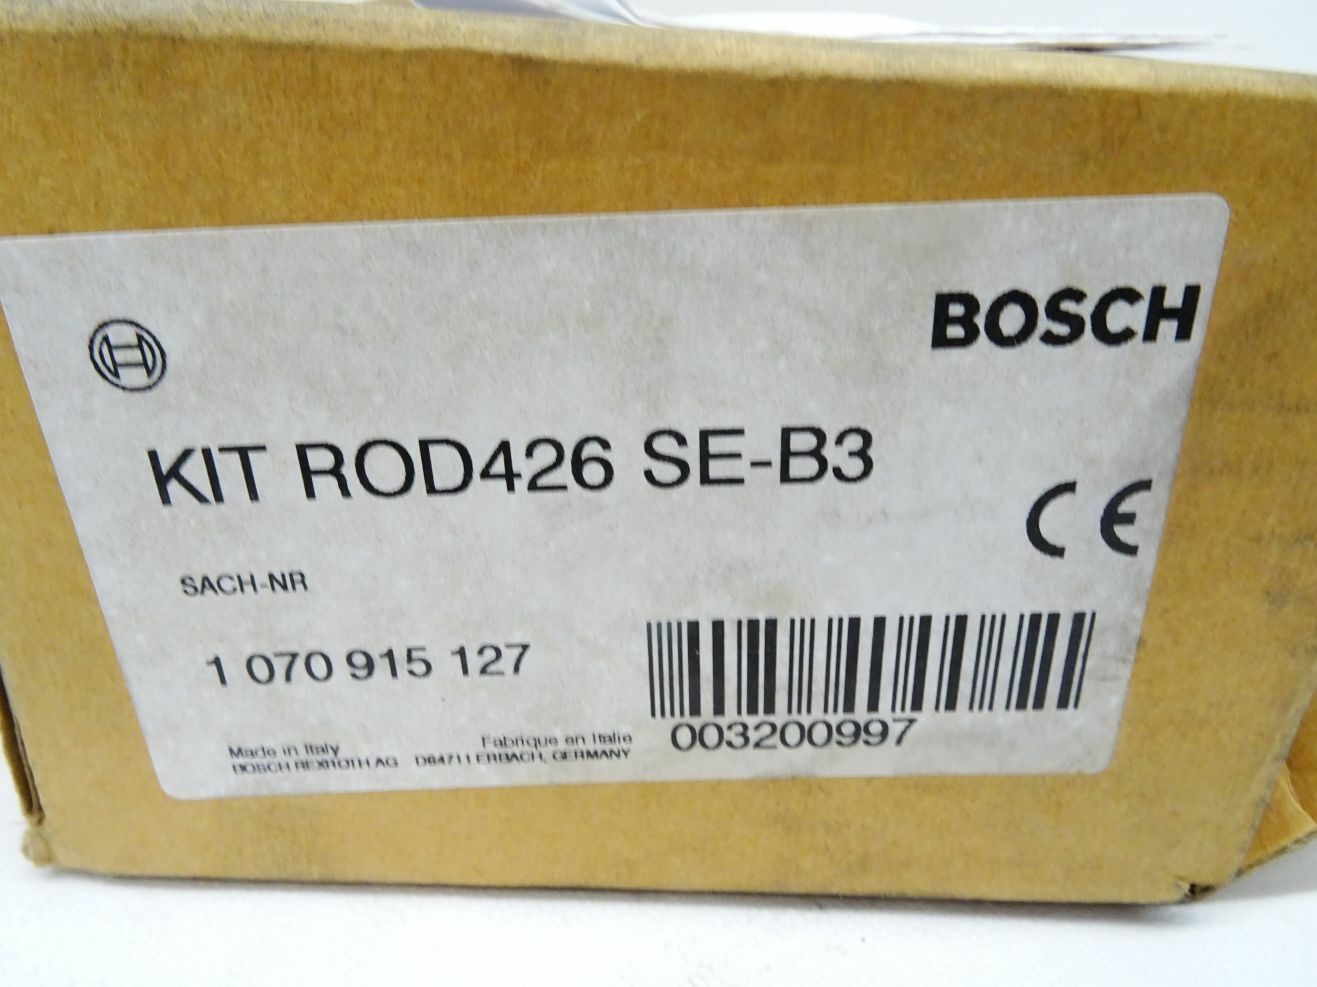 BOSCH
KIT ROD426 SE-B3
CE
SACH-NR
1 070 915 127
003200997
Made in Italy Fabrique en Italie
BOSCH REXROTH AG D64711 ERBACH, GERMANY